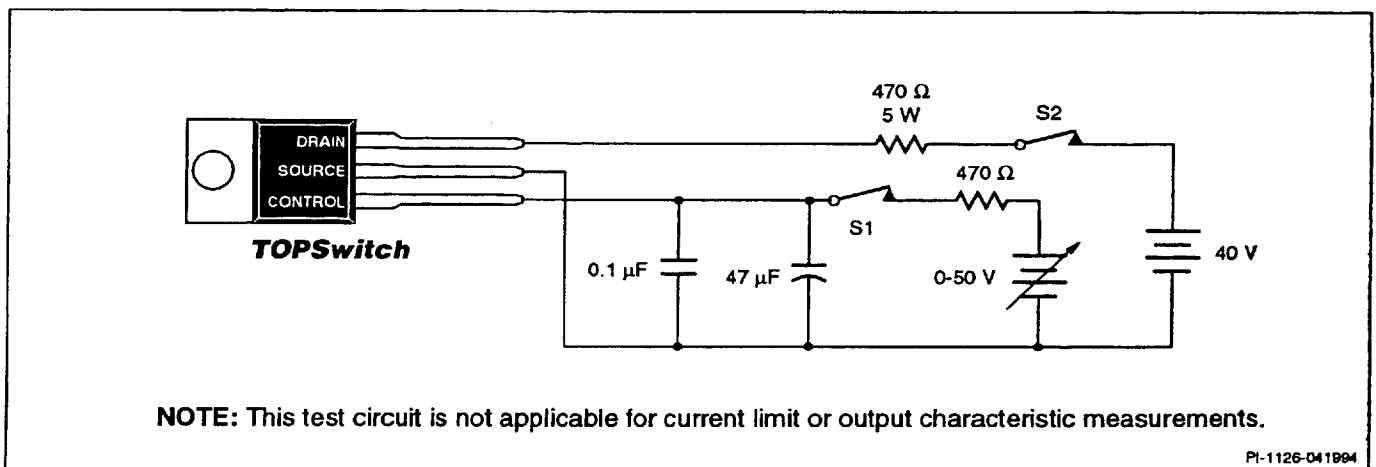 470 Ω
5 W
S2
DRAIN
SOURCE
CONTROL
470 Ω
S1
TOPSwitch
0.1 µF
47 µF
0-50 V
40 V
NOTE: This test circuit is not applicable for current limit or output characteristic measurements.
PI-1126-041994